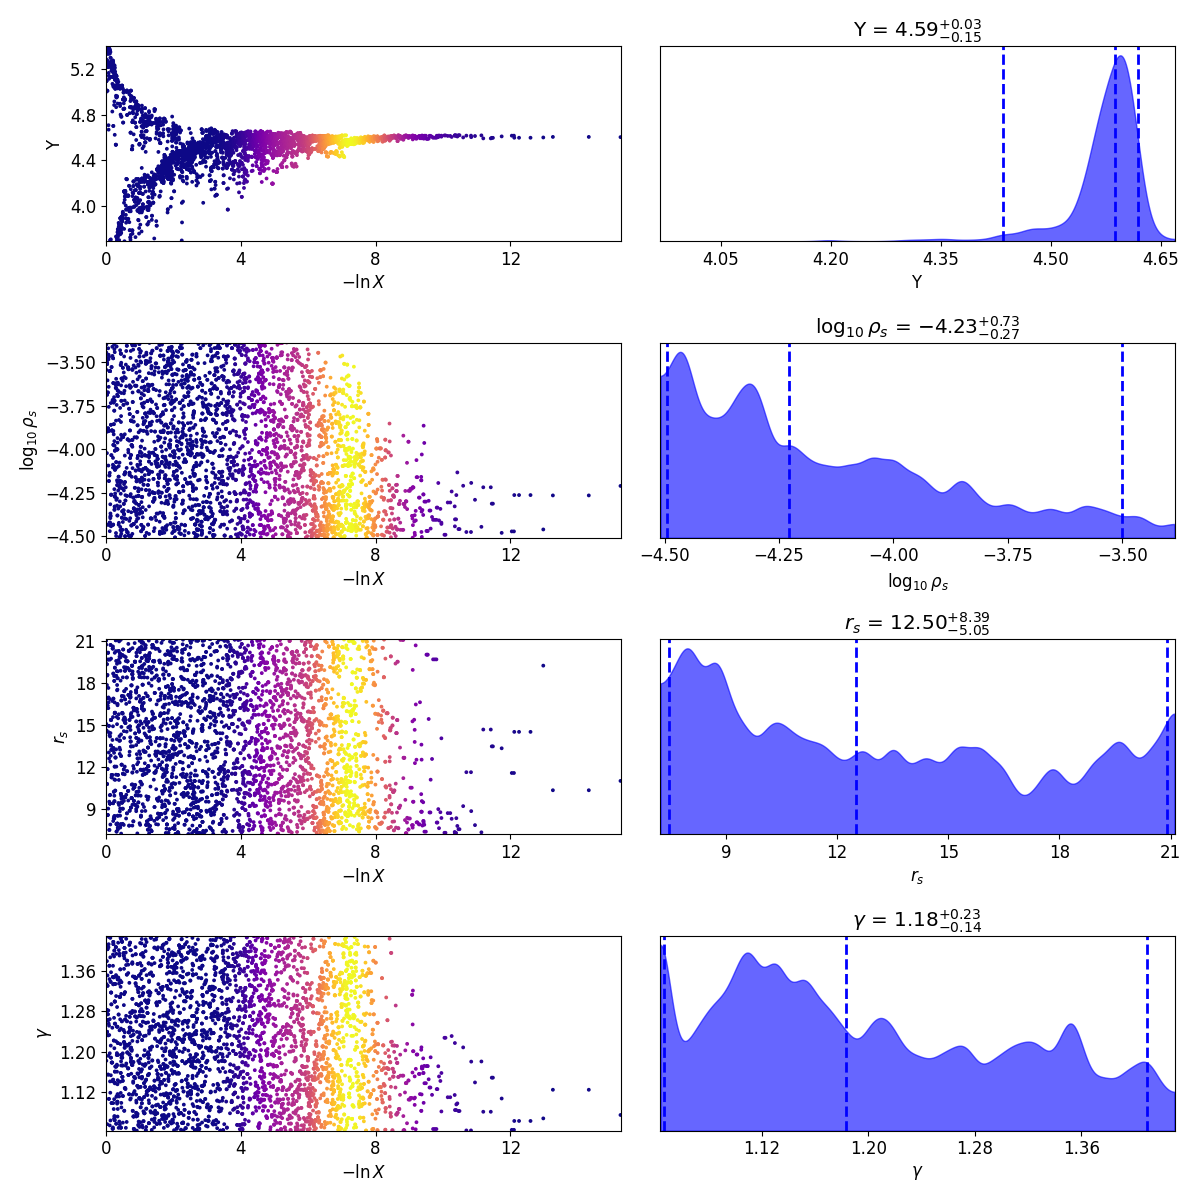 Y = 4.59 +0.03 −0.15
5.2
4.8
4.4
4.0
Y
0 4 8 12
−ln X
4.05 4.20 4.35 4.50 4.65
Y
log10 ρs = −4.23 +0.73 −0.27
−3.50
−3.75
−4.00
−4.25
−4.50
log10 ρs
0 4 8 12
−ln X
−4.50 −4.25 −4.00 −3.75 −3.50
log10 ρs
rs = 12.50 +8.39 −5.05
21
18
15
12
9
rs
0 4 8 12
−ln X
9 12 15 18 21
rs
γ = 1.18 +0.23 −0.14
1.36
1.28
1.20
1.12
γ
0 4 8 12
−ln X
1.12 1.20 1.28 1.36
γ